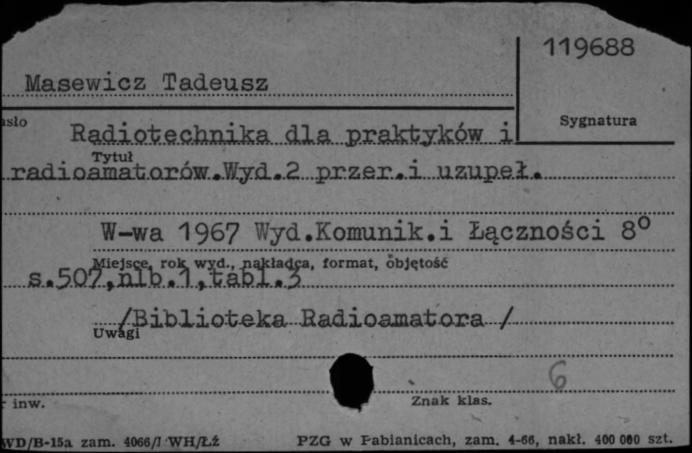 119688
Masewicz Tadeusz
Sygnatura
Radiotechnika dla praktyków i
Tytuł
radioamatorów.Wyd.2 przer.i uzupeł.
W-wa 1967 Wyd.Komunik.i Łączności 8º
Miejsce, rok wyd., nakładca, format, objętość
s.507,nlb.1,tabl.3
/Biblioteka Radioamatora /
Uwagi
6
inw.
Znak klas.
WD/B-15a zam. 4066/I WH/Łż
PZG w Pabianicach, zam. 4-66, nakł. 400 000 szt.